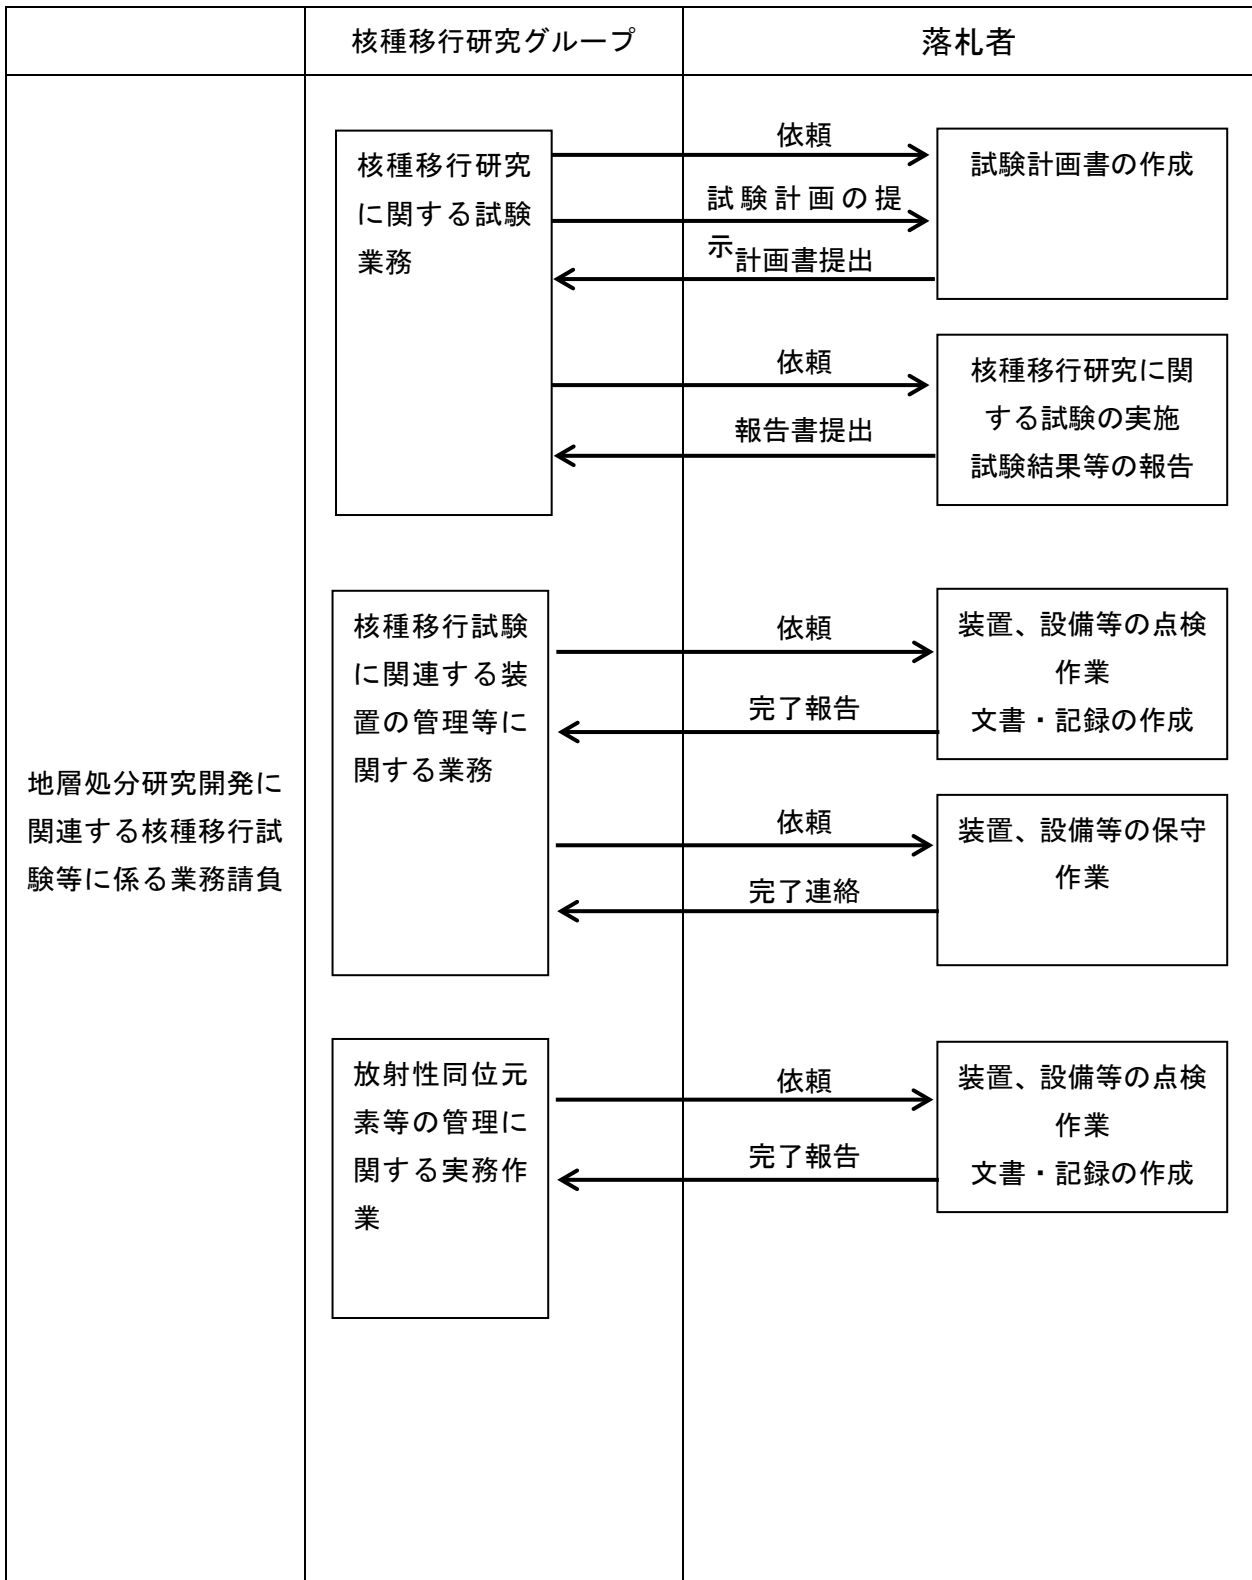 核種移行研究グループ
落札者
地層処分研究開発に
関連する核種移行試
験等に係る業務請負
核種移行研究
に関する試験
業務
依頼
試験計画の提
示
計画書提出
試験計画書の作成
依頼
報告書提出
核種移行研究に関
する試験の実施
試験結果等の報告
核種移行試験
に関連する装
置の管理等に
関する業務
依頼
完了報告
装置、設備等の点検
作業
文書・記録の作成
依頼
完了連絡
装置、設備等の保守
作業
放射性同位元
素等の管理に
関する実務作
業
依頼
完了報告
装置、設備等の点検
作業
文書・記録の作成